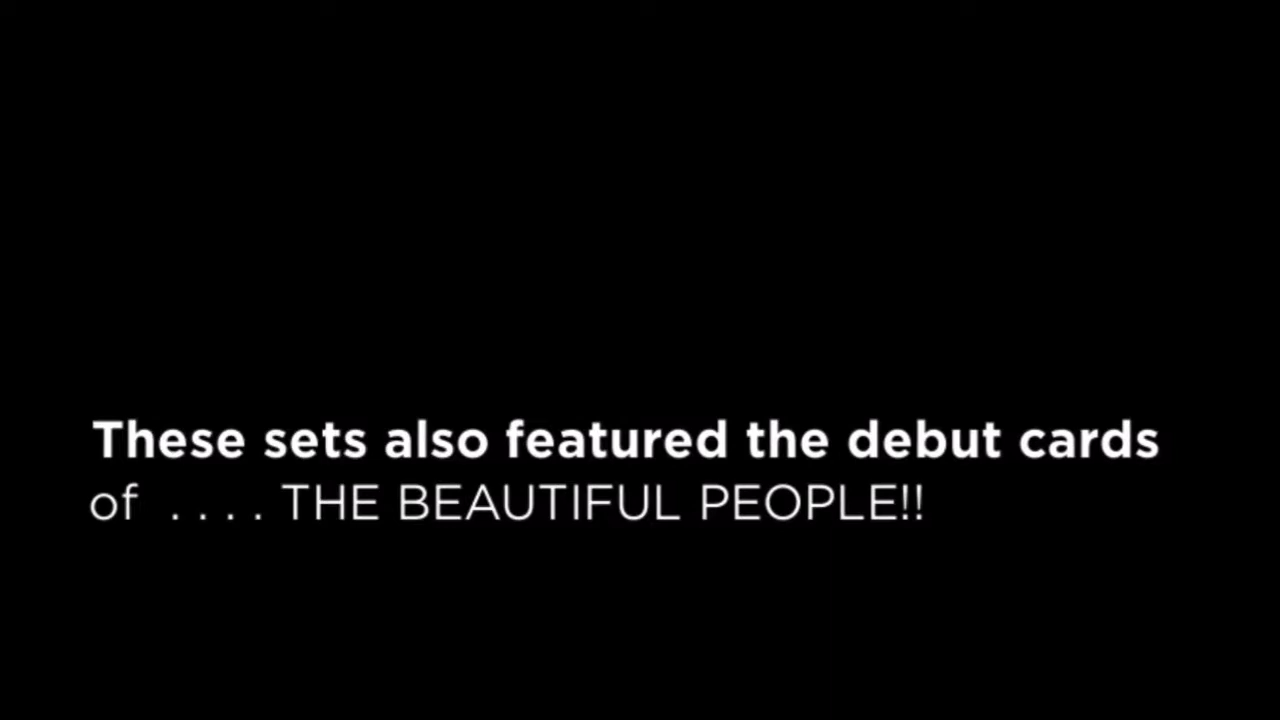 These sets also featured the debut cards
of  . . . . THE BEAUTIFUL PEOPLE!!